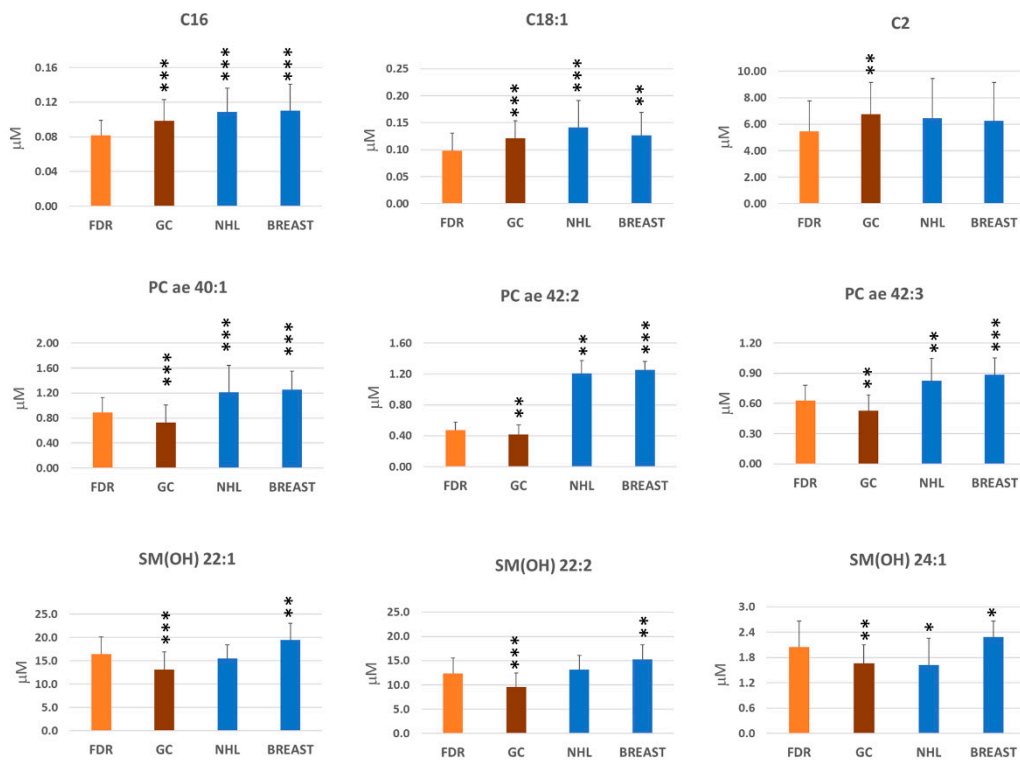 C16
*** *** ***
0.16
0.12
0.08
0.04
0.00
μM
FDR GC NHL BREAST
C18:1
*** *** **
0.25
0.20
0.15
0.10
0.05
0.00
μM
FDR GC NHL BREAST
C2
**
10.00
8.00
6.00
4.00
2.00
0.00
μM
FDR GC NHL BREAST
PC ae 40:1
*** *** ***
2.00
1.60
1.20
0.80
0.40
0.00
μM
FDR GC NHL BREAST
PC ae 42:2
** ** ***
1.60
1.20
0.80
0.40
0.00
μM
FDR GC NHL BREAST
PC ae 42:3
** ** ***
1.20
0.90
0.60
0.30
0.00
μM
FDR GC NHL BREAST
SM(OH) 22:1
*** **
25.0
20.0
15.0
10.0
5.0
0.0
μM
FDR GC NHL BREAST
SM(OH) 22:2
*** **
25.0
20.0
15.0
10.0
5.0
0.0
μM
FDR GC NHL BREAST
SM(OH) 24:1
** * *
3.0
2.4
1.8
1.2
0.6
0.0
μM
FDR GC NHL BREAST